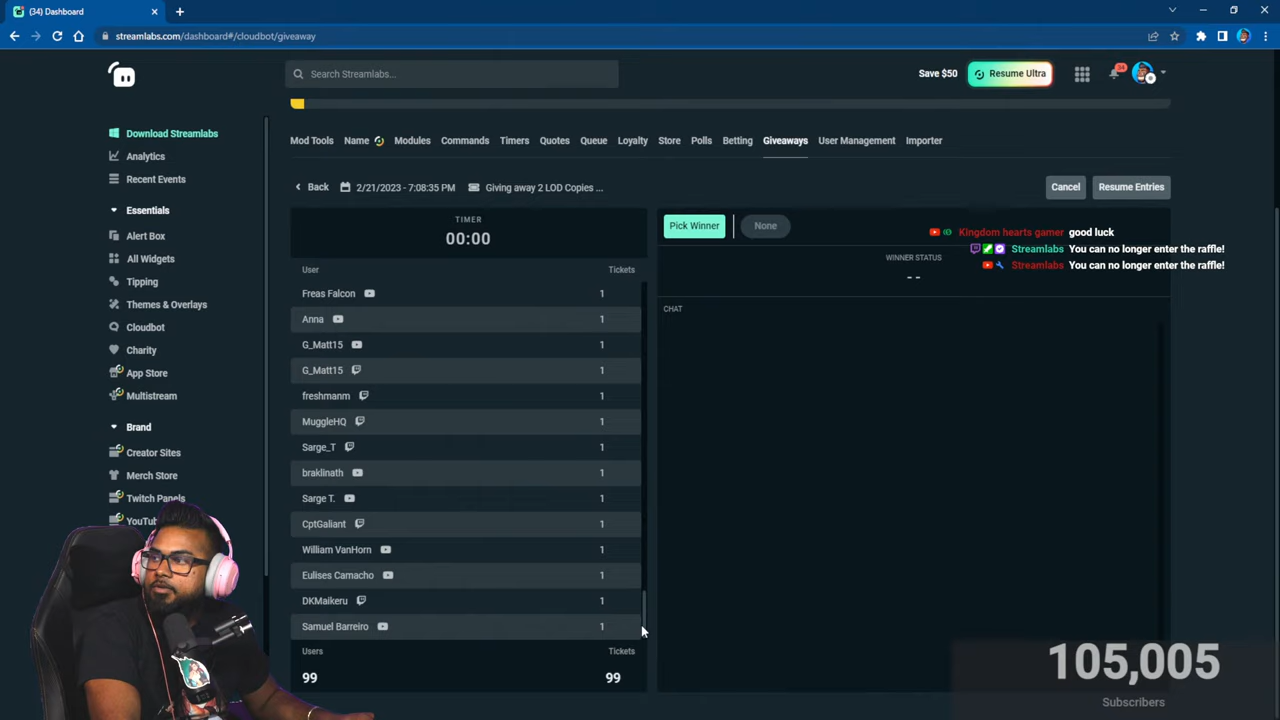 (34) Dashboard
streamlabs.com/dashboard#/cloudbot/giveaway
Search Streamlabs...
Save $50
Resume Ultra
34
Download Streamlabs
Analytics
Recent Events
Essentials
Alert Box
All Widgets
Tipping
Themes & Overlays
Cloudbot
Charity
App Store
Multistream
Brand
Creator Sites
Merch Store
Twitch Panels
Mod Tools Name Modules Commands Timers Quotes Queue Loyalty Store Polls Betting Giveaways User Management Importer
Back 2/21/2023 - 7:08:35 PM Giving away 2 LOD Copies ...
Cancel Resume Entries
TIMER
00:00
User Tickets
Freas Falcon 1
Anna 1
G_Matt15 1
G_Matt15 1
freshmanm 1
MuggleHQ 1
Sarge_T 1
braklinath 1
Sarge T. 1
CptGaliant 1
William VanHorn 1
Eulises Camacho 1
DKMaikeru 1
Samuel Barreiro 1
Users Tickets
99 99
Pick Winner None
WINNER STATUS
--
CHAT
Kingdom hearts gamer good luck
Streamlabs You can no longer enter the raffle!
Streamlabs You can no longer enter the raffle!
105,005
Subscribers